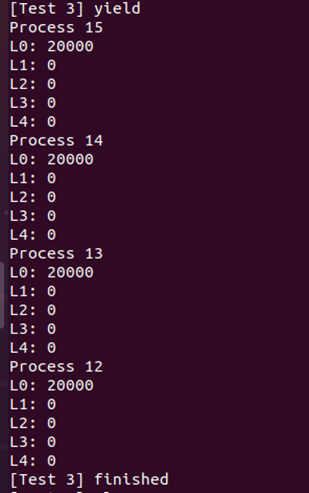 [Test 3] yield
Process 15
L0: 20000
L1: 0
L2: 0
L3: 0
L4: 0
Process 14
L0: 20000
L1: 0
L2: 0
L3: 0
L4: 0
Process 13
L0: 20000
L1: 0
L2: 0
L3: 0
L4: 0
Process 12
L0: 20000
L1: 0
L2: 0
L3: 0
L4: 0
[Test 3] finished